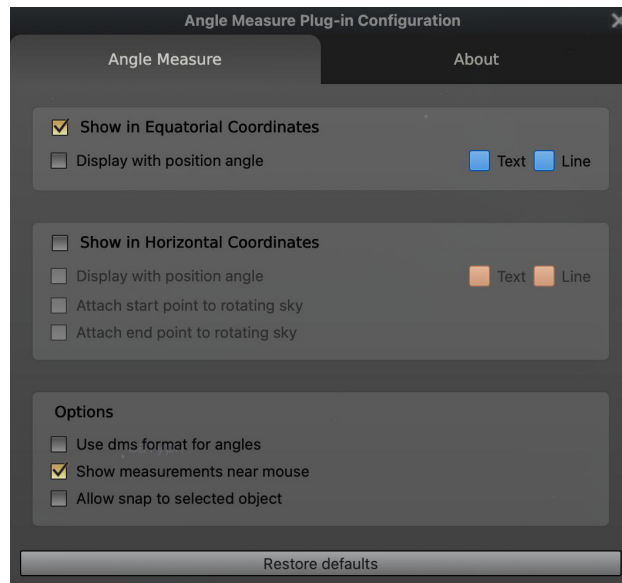 Angle Measure Plug-in Configuration
Angle Measure About
Show in Equatorial Coordinates
Display with position angle Text Line
Show in Horizontal Coordinates
Display with position angle Text Line
Attach start point to rotating sky
Attach end point to rotating sky
Options
Use dms format for angles
Show measurements near mouse
Allow snap to selected object
Restore defaults